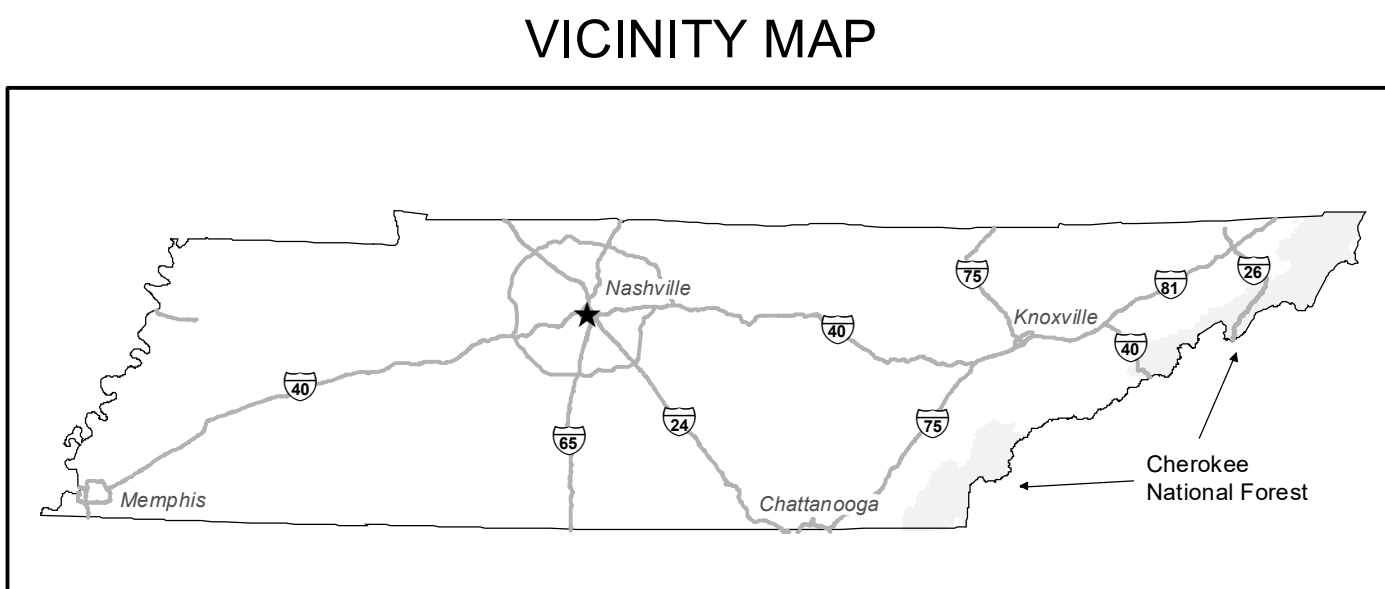 VICINITY MAP
75
26
81
Nashville
Knoxville
40
40
40
75
24
65
Cherokee
National Forest
Memphis
Chattanooga